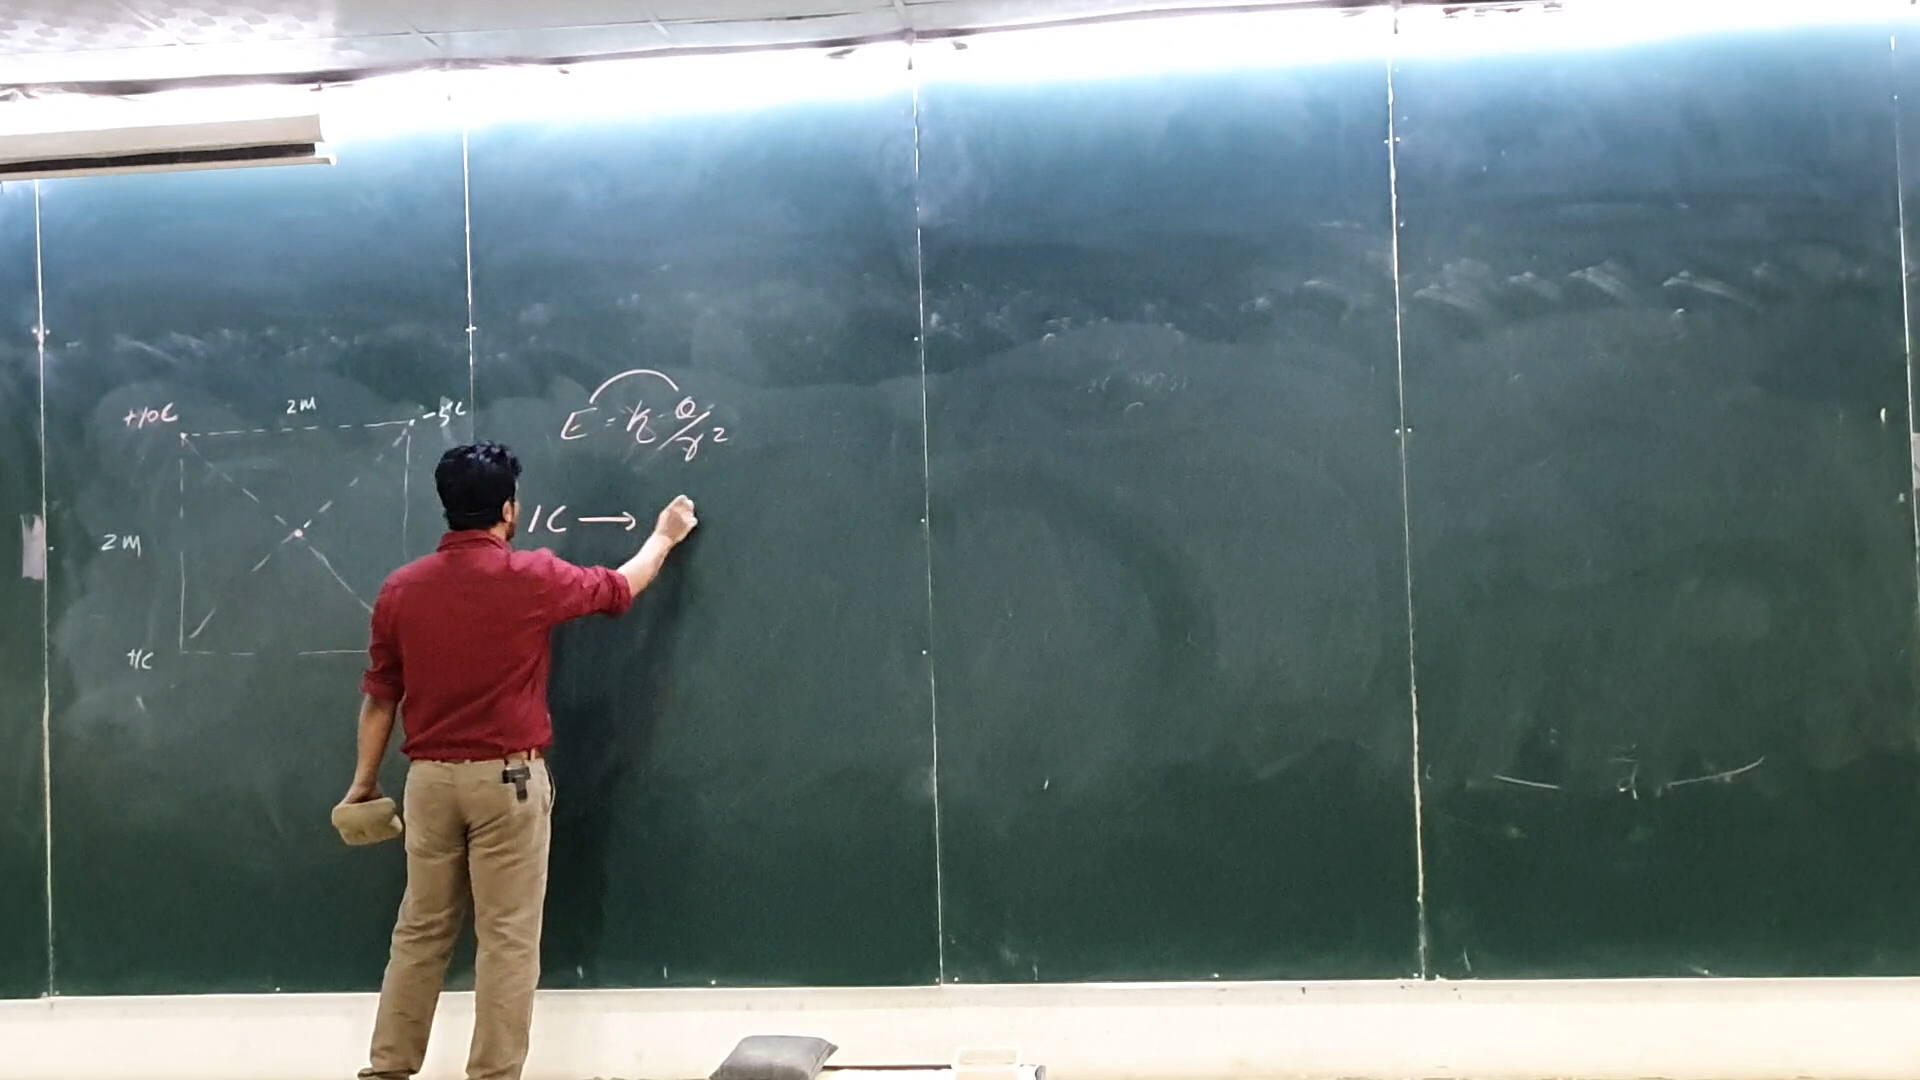 +10C 2M -5C
E = k Q/r²
1C →
2M
+1C